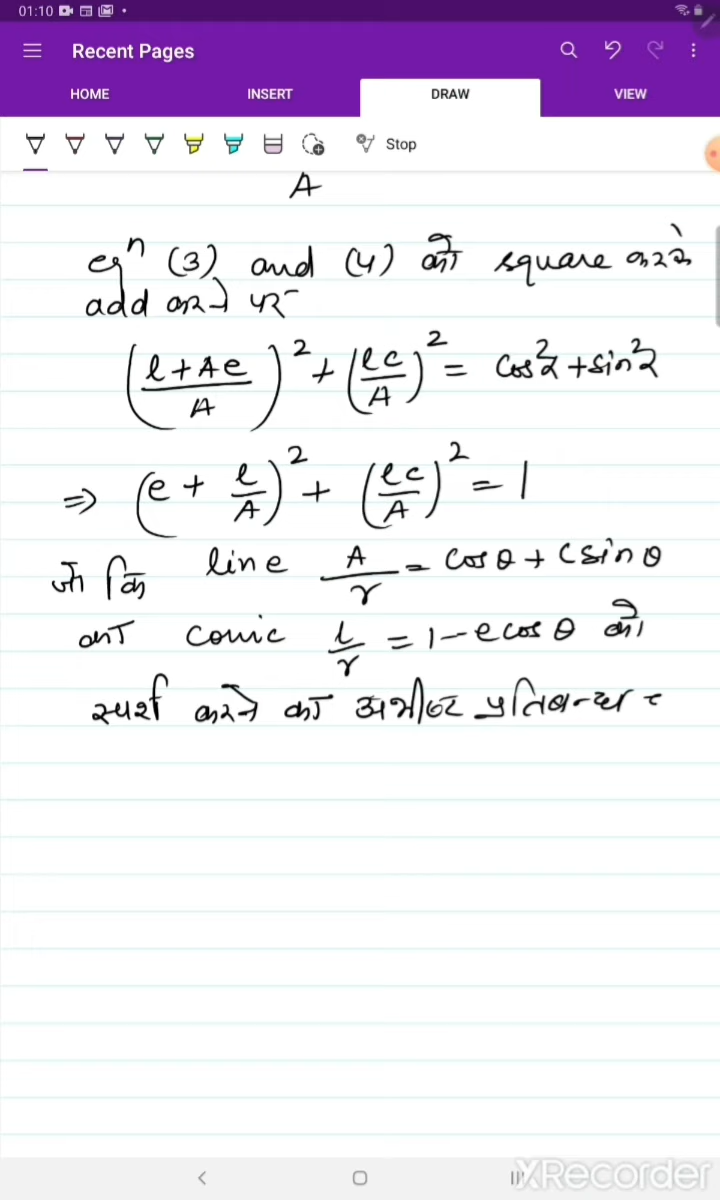 01:10
Recent Pages
HOME INSERT DRAW VIEW
Stop
A
eqⁿ (3) and (4) को square करके
add करने पर
((l+Ae)/A)² + (lc/A)² = cos²α + sin²α
⇒ (e + l/A)² + (lc/A)² = 1
जो कि line A/r = cosθ + c sinθ
का conic l/r = 1-e cosθ को
स्पर्श करने का अभीष्ट प्रतिबन्ध
XRecorder